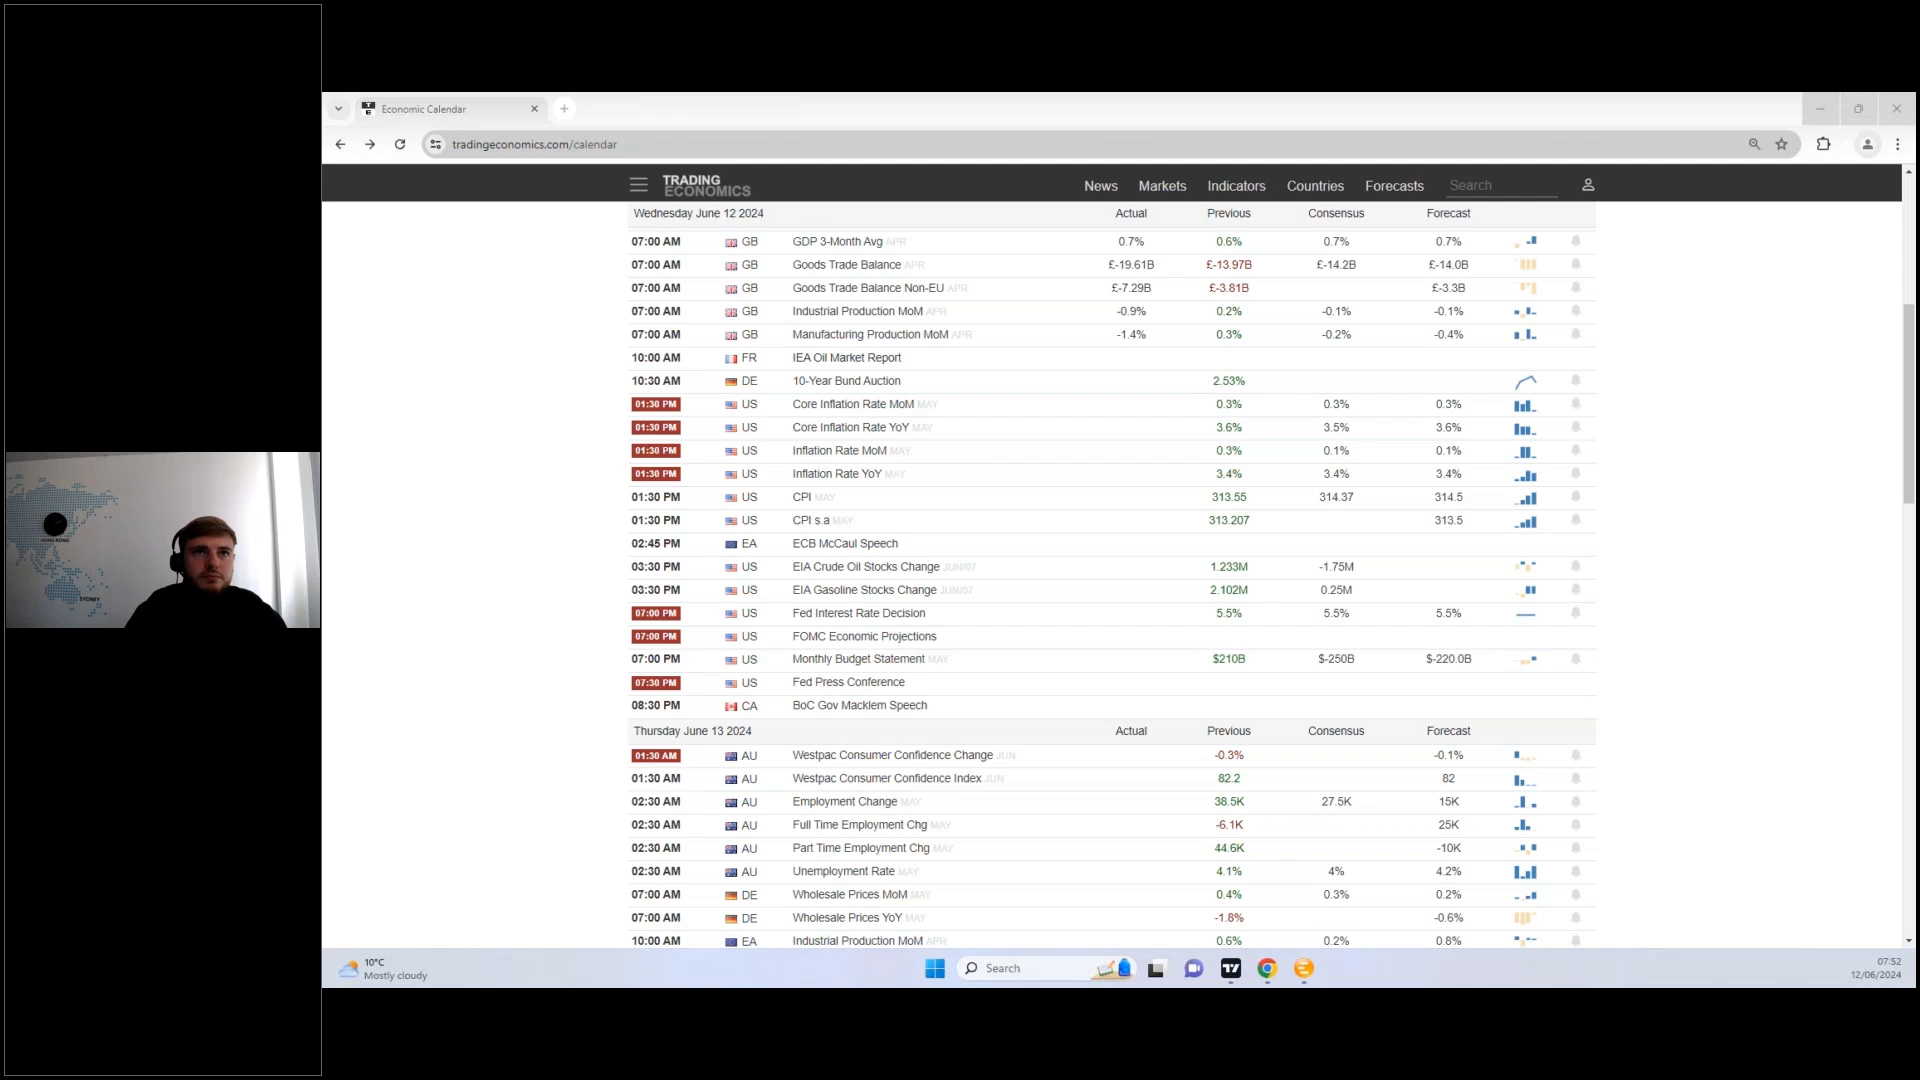 Economic Calendar
tradingeconomics.com/calendar
TRADING ECONOMICS News Markets Indicators Countries Forecasts Search
Wednesday June 12 2024 Actual Previous Consensus Forecast
07:00 AM GB GDP 3-Month Avg APR 0.7% 0.6% 0.7% 0.7%
07:00 AM GB Goods Trade Balance APR £-19.61B £-13.97B £-14.2B £-14.0B
07:00 AM GB Goods Trade Balance Non-EU APR £-7.29B £-3.81B £-3.3B
07:00 AM GB Industrial Production MoM APR -0.9% 0.2% -0.1% -0.1%
07:00 AM GB Manufacturing Production MoM APR -1.4% 0.3% -0.2% -0.4%
10:00 AM FR IEA Oil Market Report
10:30 AM DE 10-Year Bund Auction 2.53%
01:30 PM US Core Inflation Rate MoM MAY 0.3% 0.3% 0.3%
01:30 PM US Core Inflation Rate YoY MAY 3.6% 3.5% 3.6%
01:30 PM US Inflation Rate MoM MAY 0.3% 0.1% 0.1%
01:30 PM US Inflation Rate YoY MAY 3.4% 3.4% 3.4%
01:30 PM US CPI MAY 313.55 314.37 314.5
01:30 PM US CPI s.a MAY 313.207 313.5
02:45 PM EA ECB McCaul Speech
03:30 PM US EIA Crude Oil Stocks Change JUN/07 1.233M -1.75M
03:30 PM US EIA Gasoline Stocks Change JUN/07 2.102M 0.25M
07:00 PM US Fed Interest Rate Decision 5.5% 5.5% 5.5%
07:00 PM US FOMC Economic Projections
07:00 PM US Monthly Budget Statement MAY $210B $-250B $-220.0B
07:30 PM US Fed Press Conference
08:30 PM CA BoC Gov Macklem Speech
Thursday June 13 2024 Actual Previous Consensus Forecast
01:30 AM AU Westpac Consumer Confidence Change JUN -0.3% -0.1%
01:30 AM AU Westpac Consumer Confidence Index JUN 82.2 82
02:30 AM AU Employment Change MAY 38.5K 27.5K 15K
02:30 AM AU Full Time Employment Chg MAY -6.1K 25K
02:30 AM AU Part Time Employment Chg MAY 44.6K -10K
02:30 AM AU Unemployment Rate MAY 4.1% 4% 4.2%
07:00 AM DE Wholesale Prices MoM MAY 0.4% 0.3% 0.2%
07:00 AM DE Wholesale Prices YoY MAY -1.8% -0.6%
10:00 AM EA Industrial Production MoM APR 0.6% 0.2% 0.8%
HONG KONG
SYDNEY
10°C
Mostly cloudy
Search
07:52
12/06/2024